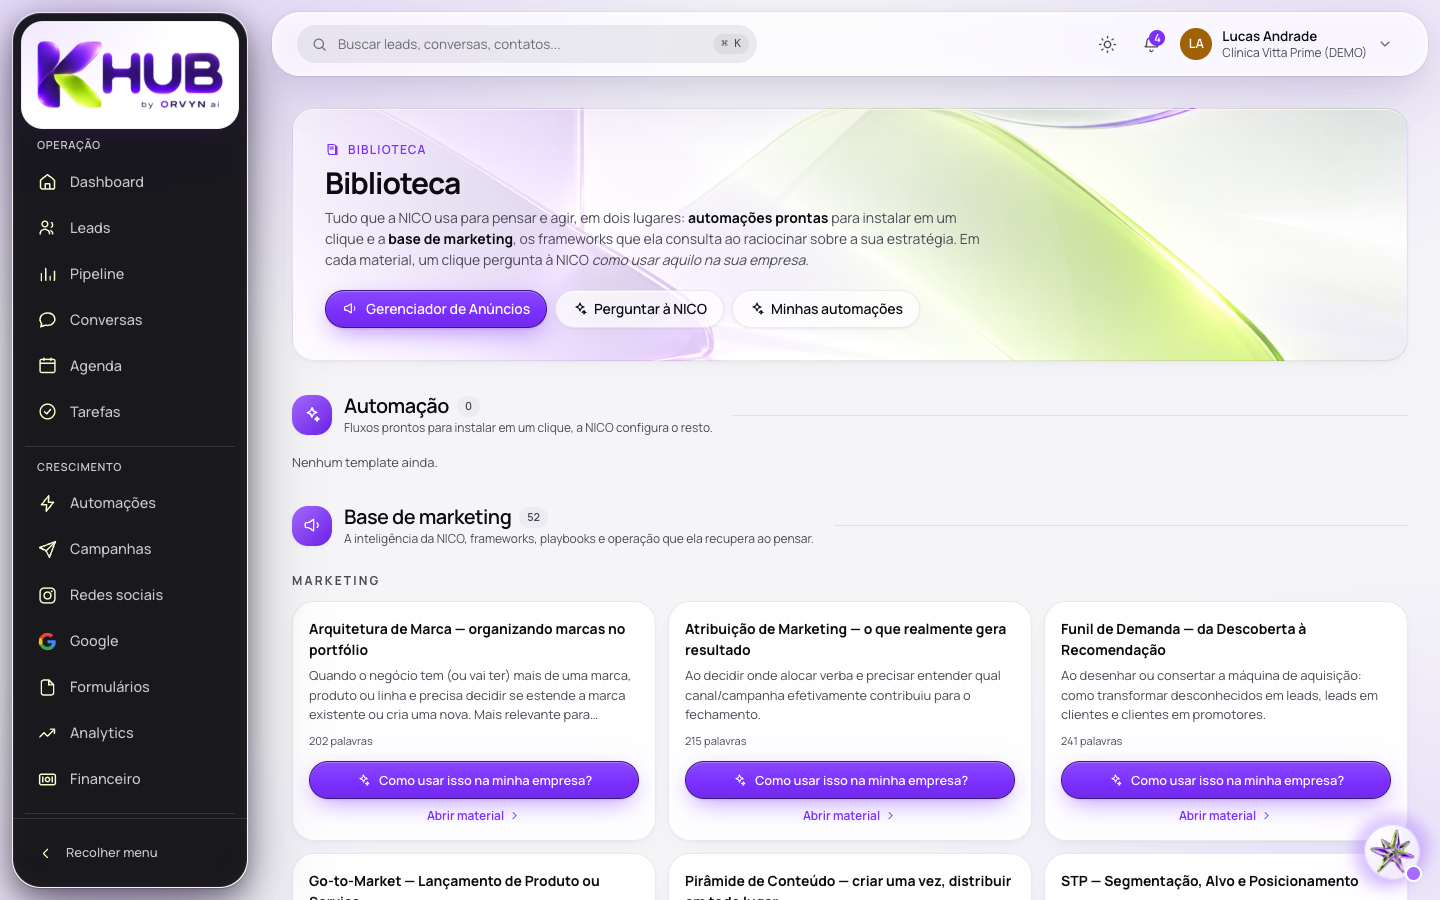 KHUB
by ORVYN ai
OPERAÇÃO
Dashboard
Leads
Pipeline
Conversas
Agenda
Tarefas
CRESCIMENTO
Automações
Campanhas
Redes sociais
Google
Formulários
Analytics
Financeiro
Recolher menu
Buscar leads, conversas, contatos...
⌘ K
4
LA
Lucas Andrade
Clínica Vitta Prime (DEMO)
BIBLIOTECA
Biblioteca
Tudo que a NICO usa para pensar e agir, em dois lugares: automações prontas para instalar em um
clique e a base de marketing, os frameworks que ela consulta ao raciocinar sobre a sua estratégia. Em
cada material, um clique pergunta à NICO como usar aquilo na sua empresa.
Gerenciador de Anúncios
Perguntar à NICO
Minhas automações
Automação 0
Fluxos prontos para instalar em um clique, a NICO configura o resto.
Nenhum template ainda.
Base de marketing 52
A inteligência da NICO, frameworks, playbooks e operação que ela recupera ao pensar.
MARKETING
Arquitetura de Marca — organizando marcas no
portfólio
Quando o negócio tem (ou vai ter) mais de uma marca,
produto ou linha e precisa decidir se estende a marca
existente ou cria uma nova. Mais relevante para...
202 palavras
Como usar isso na minha empresa?
Abrir material
Atribuição de Marketing — o que realmente gera
resultado
Ao decidir onde alocar verba e precisar entender qual
canal/campanha efetivamente contribuiu para o
fechamento.
215 palavras
Como usar isso na minha empresa?
Abrir material
Funil de Demanda — da Descoberta à
Recomendação
Ao desenhar ou consertar a máquina de aquisição:
como transformar desconhecidos em leads, leads em
clientes e clientes em promotores.
241 palavras
Como usar isso na minha empresa?
Abrir material
Go-to-Market — Lançamento de Produto ou
Pirâmide de Conteúdo — criar uma vez, distribuir
STP — Segmentação, Alvo e Posicionamento